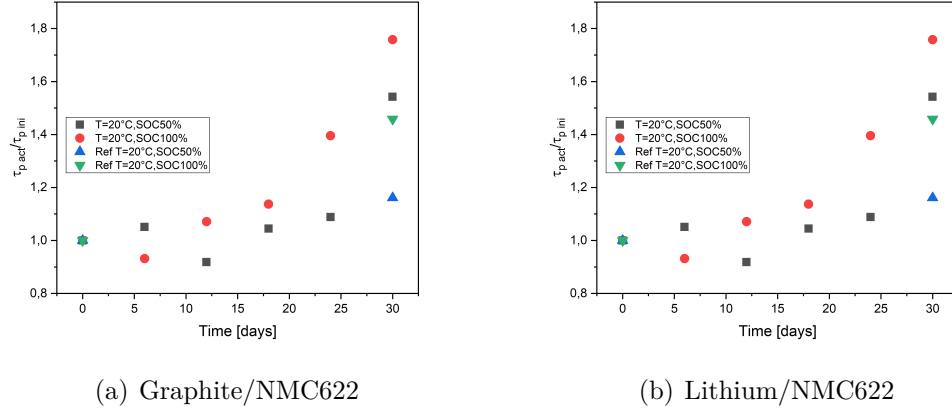 1,8
1,6
1,4
1,2
1,0
0,8
τp act/τp ini
T=20°C,SOC50%
T=20°C,SOC100%
Ref T=20°C,SOC50%
Ref T=20°C,SOC100%
0 5 10 15 20 25 30
Time [days]
(a) Graphite/NMC622
1,8
1,6
1,4
1,2
1,0
0,8
τp act/τp ini
T=20°C,SOC50%
T=20°C,SOC100%
Ref T=20°C,SOC50%
Ref T=20°C,SOC100%
0 5 10 15 20 25 30
Time [days]
(b) Lithium/NMC622